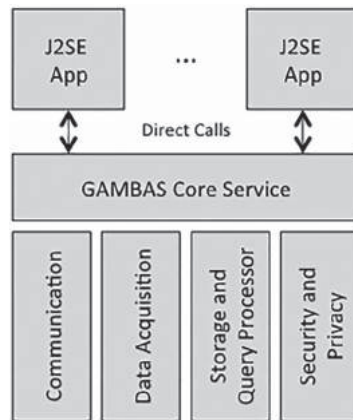 J2SE
App
...
J2SE
App
Direct Calls
GAMBAS Core Service
Communication
Data Acquisition
Storage and
Query Processor
Security and
Privacy